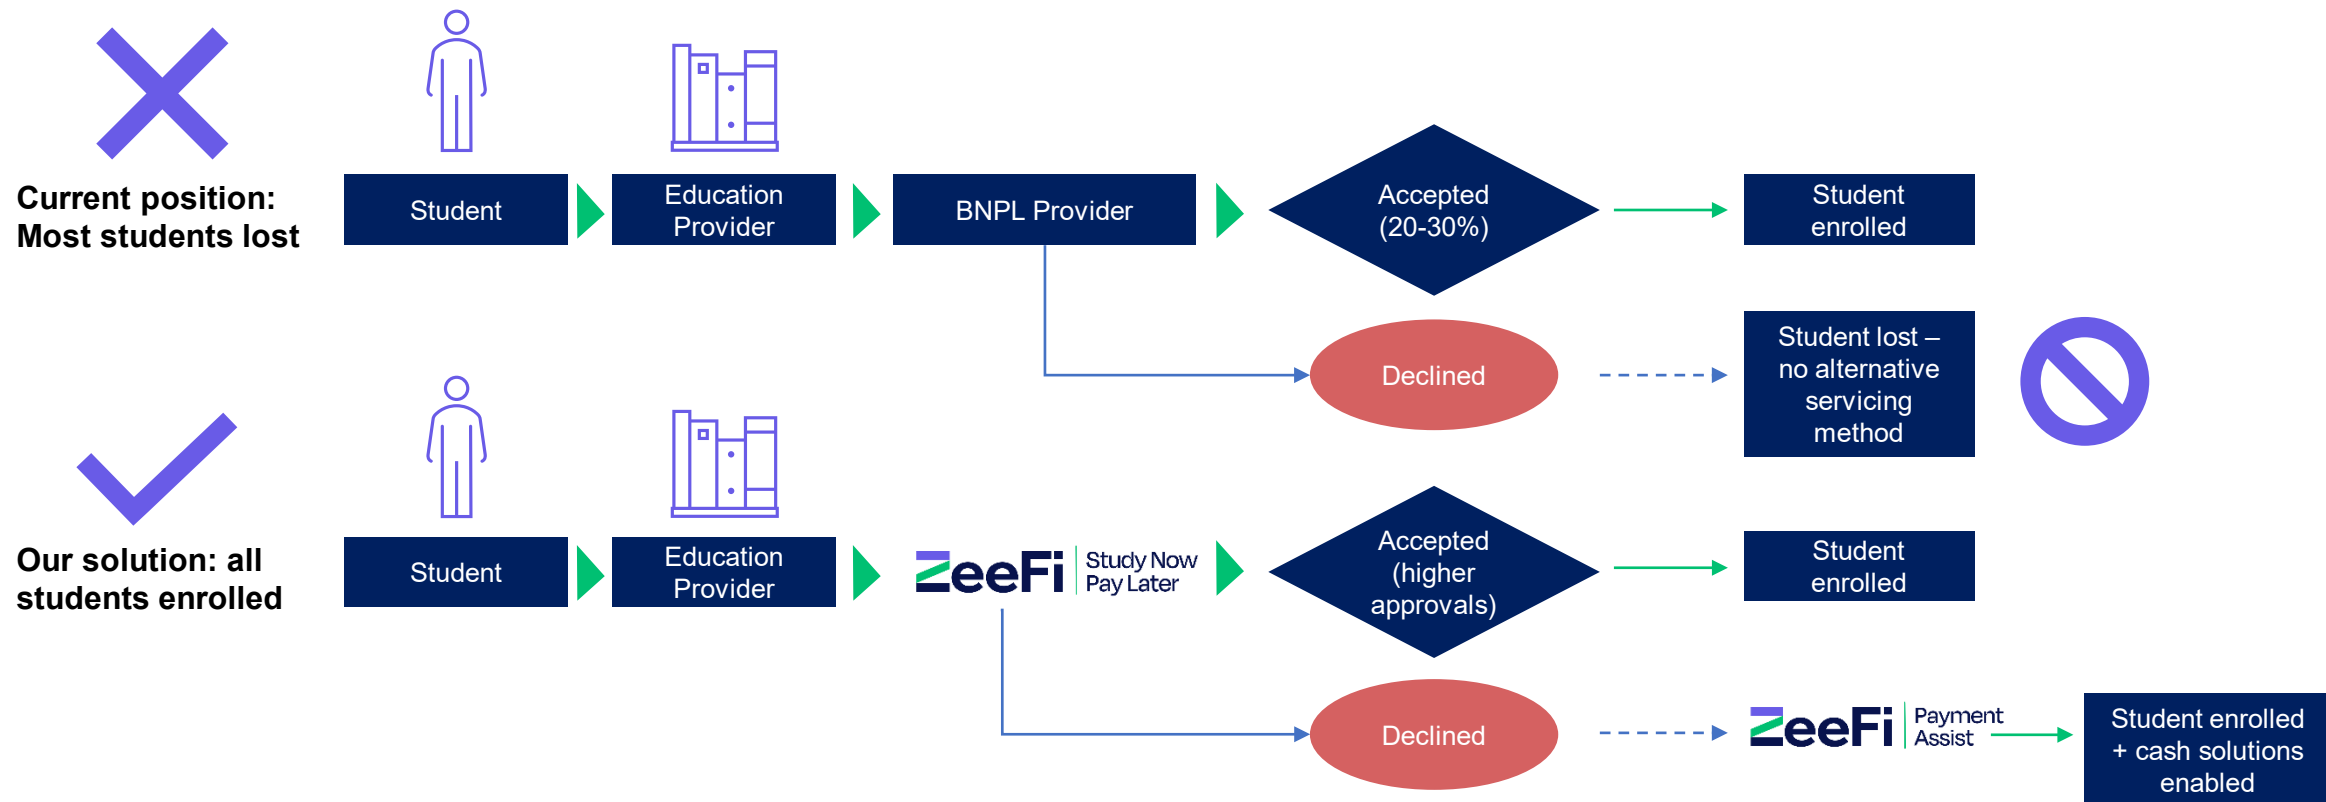 Current position:
Most students lost
Student
Education
Provider
BNPL Provider
Accepted
(20-30%)
Student
enrolled
Declined
Student lost –
no alternative
servicing
method
Our solution: all
students enrolled
Student
Education
Provider
ZeeFi Study Now
Pay Later
Accepted
(higher
approvals)
Student
enrolled
Declined
ZeeFi Payment
Assist
Student enrolled
+ cash solutions
enabled